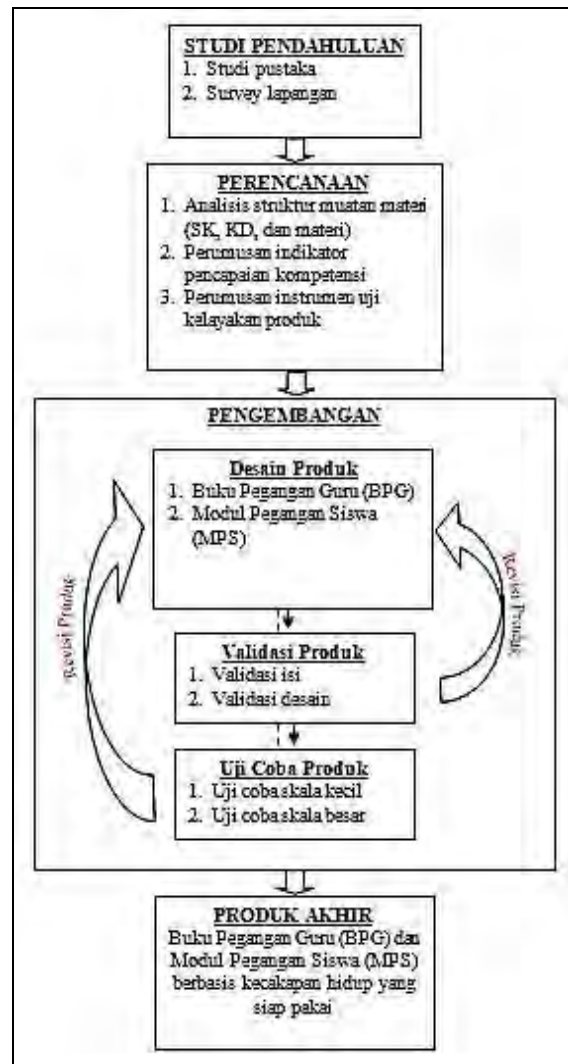 STUDI PENDAHULUAN
1. Studi pustaka
2. Survey lapangan
PERENCANAAN
1. Analisis struktur muatan materi
(SK, KD, dan materi)
2. Perumusan indikator
pencapaian kompetensi
3. Perumusan instrumen uji
kelayakan produk
PENGEMBANGAN
Desain Produk
1. Buku Pegangan Guru (BPG)
2. Modul Pegangan Siswa
(MPS)
Revisi Produk
Revisi Produk
Validasi Produk
1. Validasi isi
2. Validasi desain
Uji Coba Produk
1. Uji coba skala kecil
2. Uji coba skala besar
PRODUK AKHIR
Buku Pegangan Guru (BPG) dan
Modul Pegangan Siswa (MPS)
berbasis kecakapan hidup yang
siap pakai